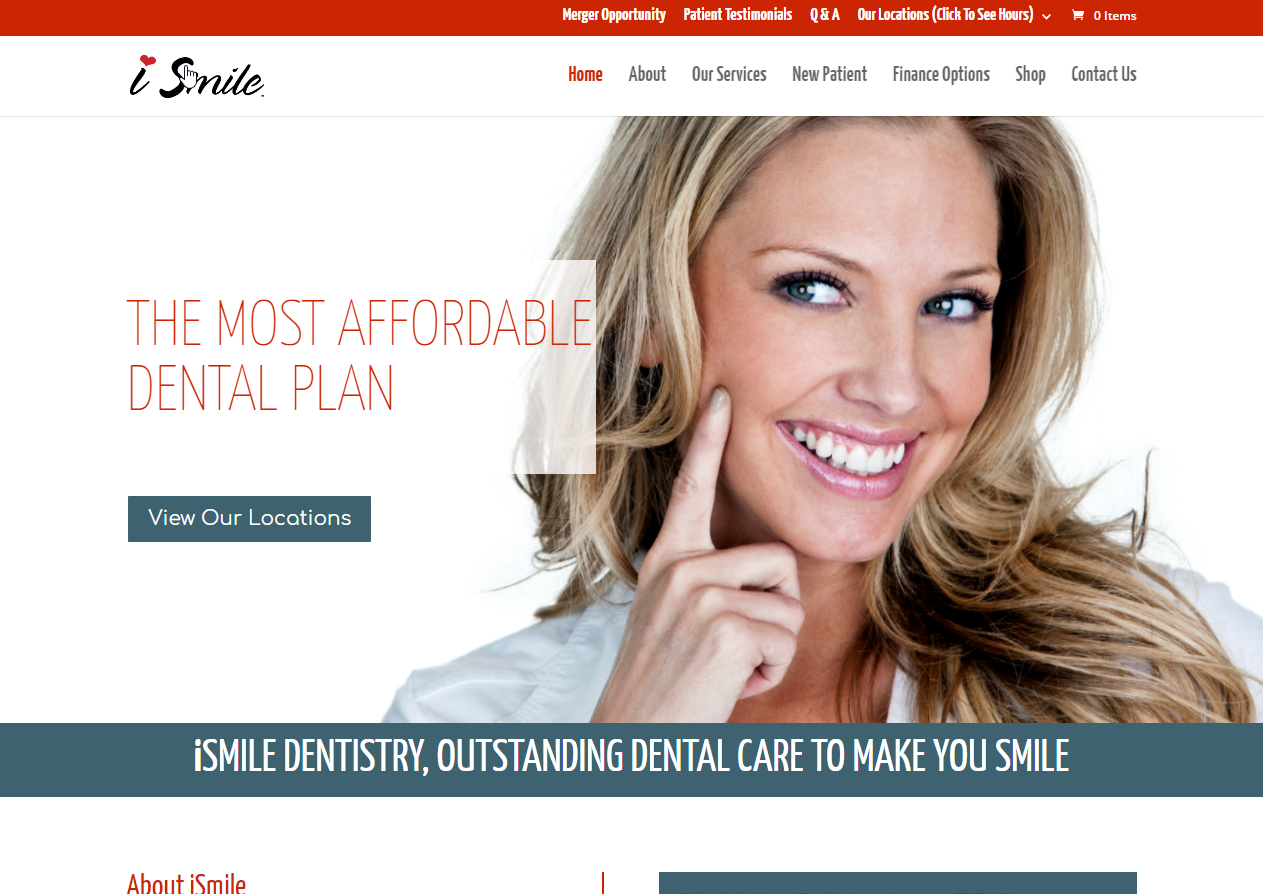 Merger Opportunity Patient Testimonials Q & A Our Locations (Click To See Hours) 0 Items
i Smile
Home About Our Services New Patient Finance Options Shop Contact Us
THE MOST AFFORDABLE
DENTAL PLAN
View Our Locations
iSMILE DENTISTRY, OUTSTANDING DENTAL CARE TO MAKE YOU SMILE
About iSmile